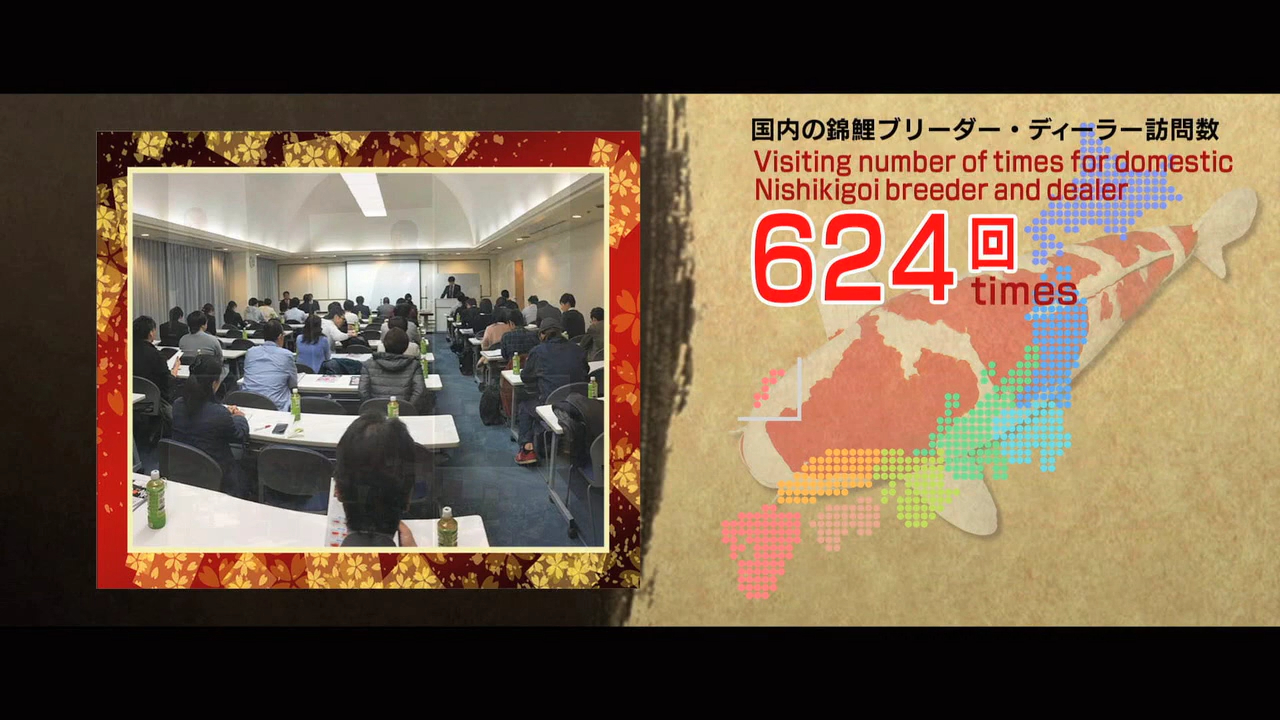 国内の錦鯉ブリーダー・ディーラー訪問数
Visiting number of times for domestic
Nishikigoi breeder and dealer
624回
times